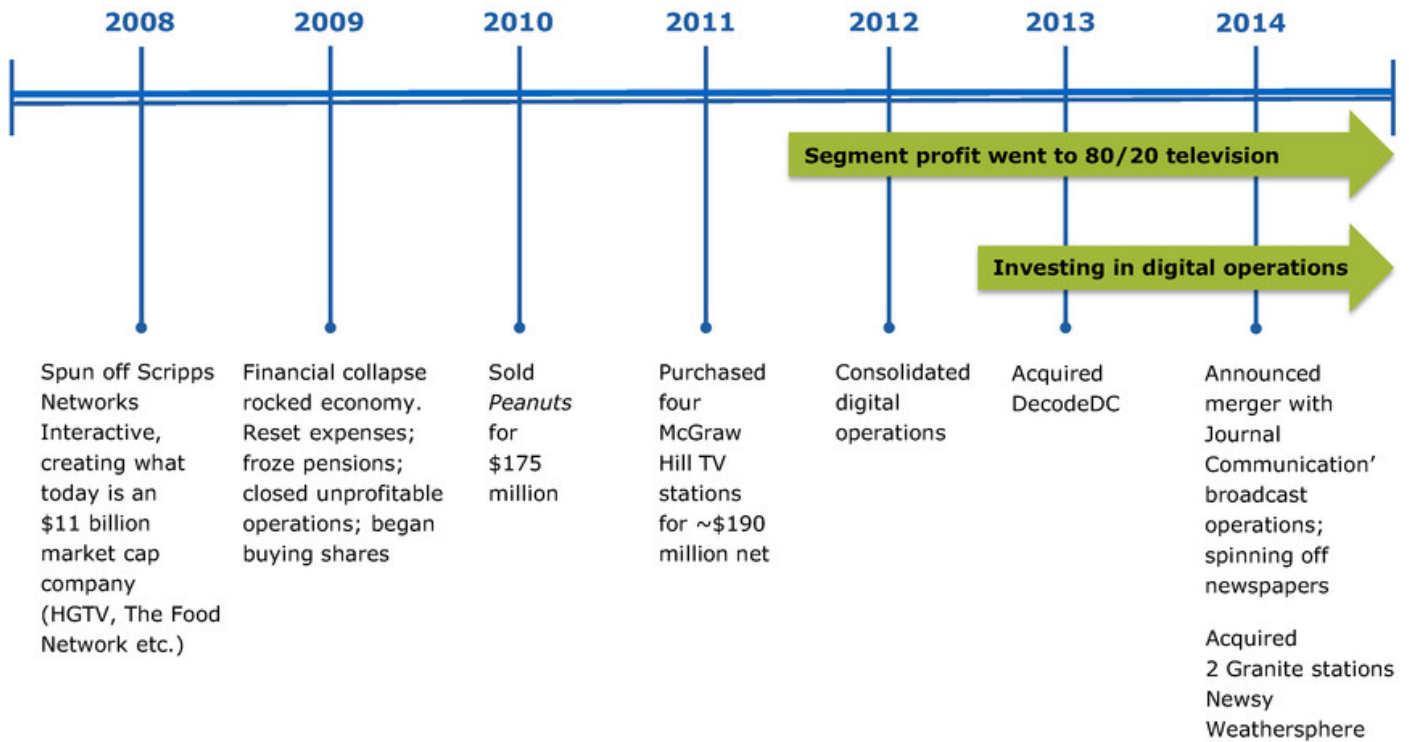 2008
2009
2010
2011
2012
2013
2014
Segment profit went to 80/20 television
Investing in digital operations
Spun off Scripps
Networks
Interactive,
creating what
today is an
$11 billion
market cap
company
(HGTV, The Food
Network etc.)
Financial collapse
rocked economy.
Reset expenses;
froze pensions;
closed unprofitable
operations; began
buying shares
Sold
Peanuts
for
$175
million
Purchased
four
McGraw
Hill TV
stations
for ~$190
million net
Consolidated
digital
operations
Acquired
DecodeDC
Announced
merger with
Journal
Communication’
broadcast
operations;
spinning off
newspapers
Acquired
2 Granite stations
Newsy
Weathersphere